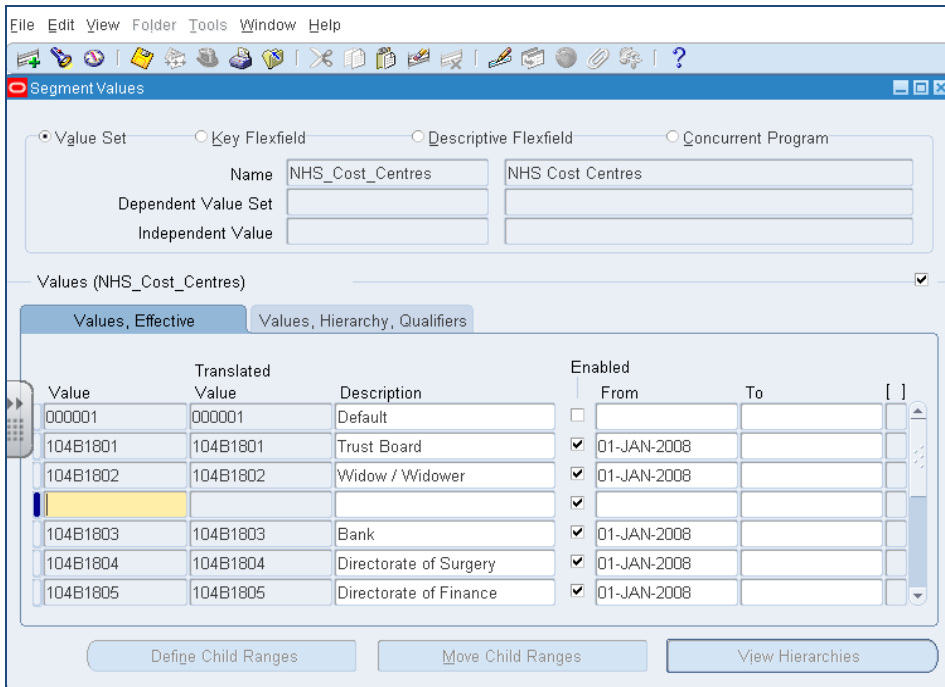 File Edit View Folder Tools Window Help
?
Segment Values
Value Set Key Flexfield Descriptive Flexfield Concurrent Program
Name NHS_Cost_Centres NHS Cost Centres
Dependent Value Set
Independent Value
Values (NHS_Cost_Centres)
Values, Effective Values, Hierarchy, Qualifiers
Translated Enabled
Value Value Description From To [ ]
000001 000001 Default
104B1801 104B1801 Trust Board 01-JAN-2008
104B1802 104B1802 Widow / Widower 01-JAN-2008
104B1803 104B1803 Bank 01-JAN-2008
104B1804 104B1804 Directorate of Surgery 01-JAN-2008
104B1805 104B1805 Directorate of Finance 01-JAN-2008
Define Child Ranges Move Child Ranges View Hierarchies